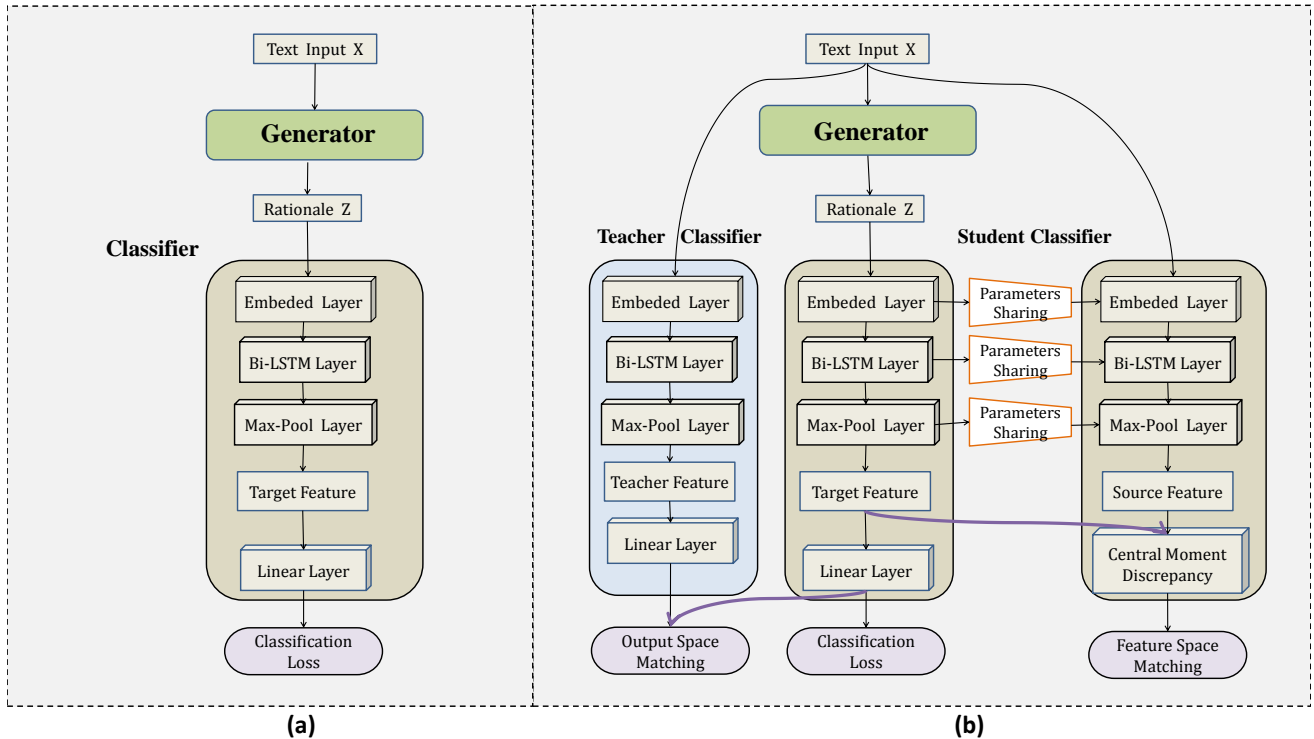 Text Input X
Generator
Rationale Z
Classifier
Embeded Layer
Bi-LSTM Layer
Max-Pool Layer
Target Feature
Linear Layer
Classification
Loss
(a)
Text Input X
Generator
Rationale Z
Teacher Classifier
Student Classifier
Embeded Layer
Bi-LSTM Layer
Max-Pool Layer
Teacher Feature
Linear Layer
Output Space
Matching
Embeded Layer
Bi-LSTM Layer
Max-Pool Layer
Target Feature
Linear Layer
Classification
Loss
Parameters
Sharing
Parameters
Sharing
Parameters
Sharing
Embeded Layer
Bi-LSTM Layer
Max-Pool Layer
Source Feature
Central Moment
Discrepancy
Feature Space
Matching
(b)